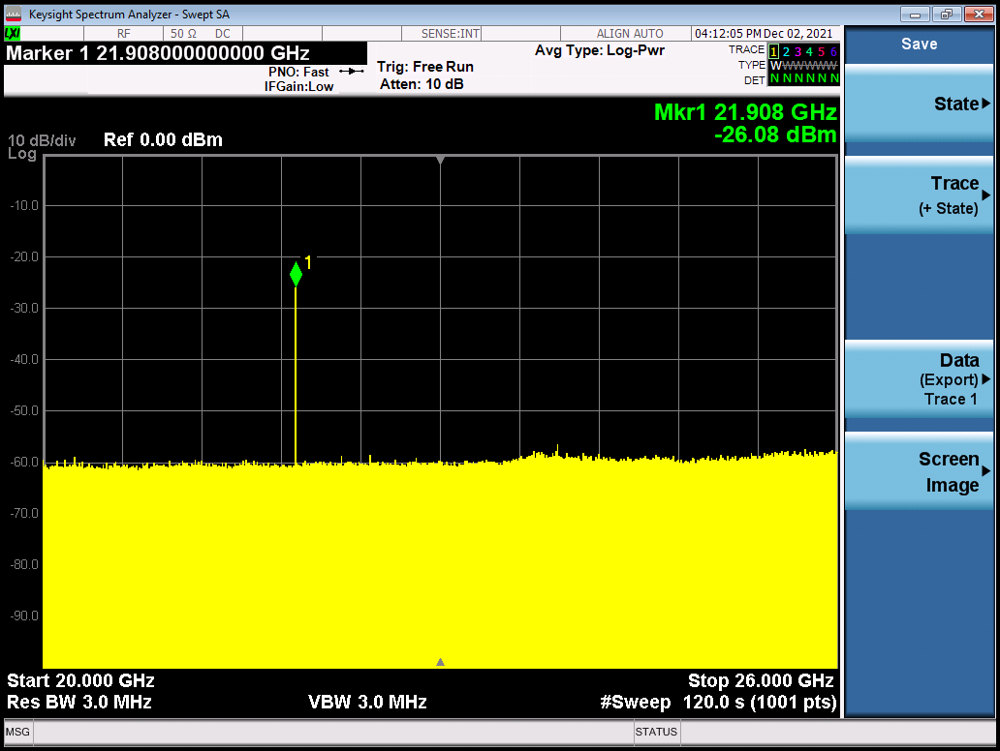 Keysight Spectrum Analyzer - Swept SA
LXI RF 50 Ω DC SENSE:INT ALIGN AUTO 04:12:05 PM Dec 02, 2021
Marker 1 21.908000000000 GHz
PNO: Fast
IFGain:Low
Trig: Free Run
Atten: 10 dB
Avg Type: Log-Pwr
TRACE 1 2 3 4 5 6
TYPE W W W W W W
DET N N N N N N
Mkr1 21.908 GHz
-26.08 dBm
10 dB/div
Log
Ref 0.00 dBm
-10.0
-20.0
-30.0
-40.0
-50.0
-60.0
-70.0
-80.0
-90.0
1
Start 20.000 GHz Stop 26.000 GHz
Res BW 3.0 MHz VBW 3.0 MHz #Sweep 120.0 s (1001 pts)
MSG STATUS
Save
State
Trace
(+ State)
Data
(Export)
Trace 1
Screen
Image